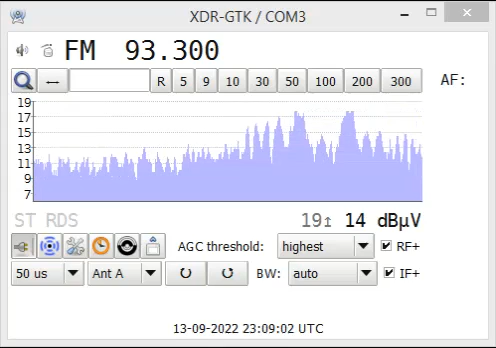 XDR-GTK / COM3
FM 93.300
R 5 9 10 30 50 100 200 300 AF:
19
17
15
13
11
9
7
ST RDS 19↥ 14 dBµV
AGC threshold: highest RF+
50 us Ant A BW: auto IF+
13-09-2022 23:09:02 UTC